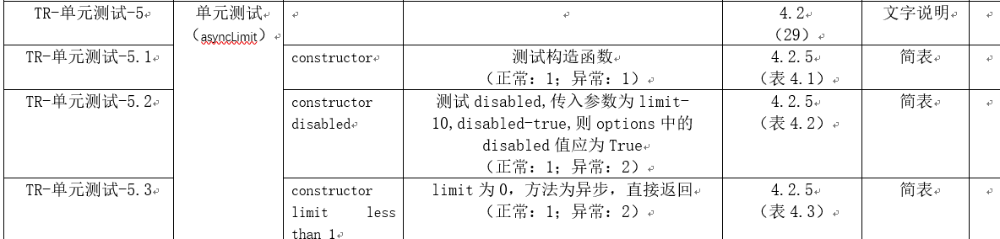 TR-单元测试-5
单元测试
（asyncLimit）
4.2
（29）
文字说明
TR-单元测试-5.1
constructor
测试构造函数
（正常：1；异常：1）
4.2.5
（表 4.1）
简表
TR-单元测试-5.2
constructor
disabled
测试 disabled,传入参数为 limit-
10,disabled-true,则 options 中的
disabled 值应为 True
（正常：1；异常：2）
4.2.5
（表 4.2）
简表
TR-单元测试-5.3
constructor
limit less
than 1
limit 为 0，方法为异步，直接返回
（正常：1；异常：2）
4.2.5
（表 4.3）
简表